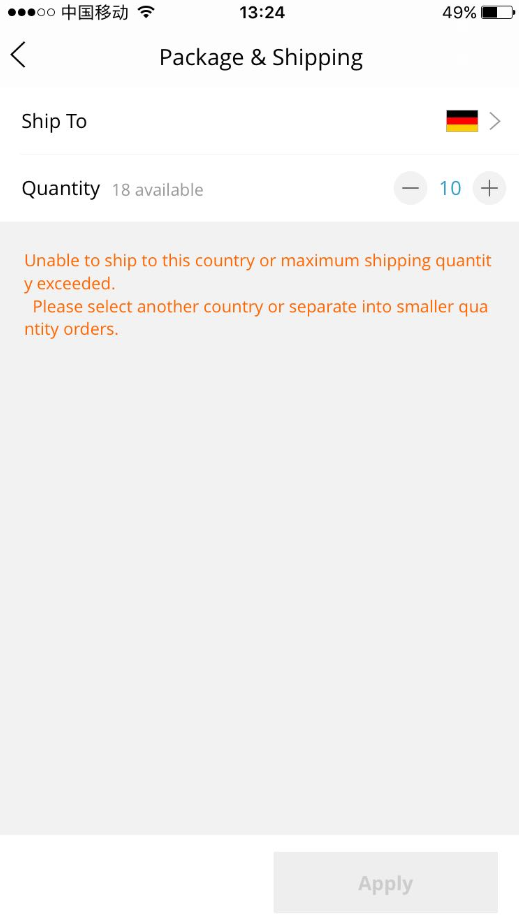 中国移动 13:24 49%
Package & Shipping
Ship To
Quantity 18 available 10
Unable to ship to this country or maximum shipping quantit
y exceeded.
Please select another country or separate into smaller qua
ntity orders.
Apply